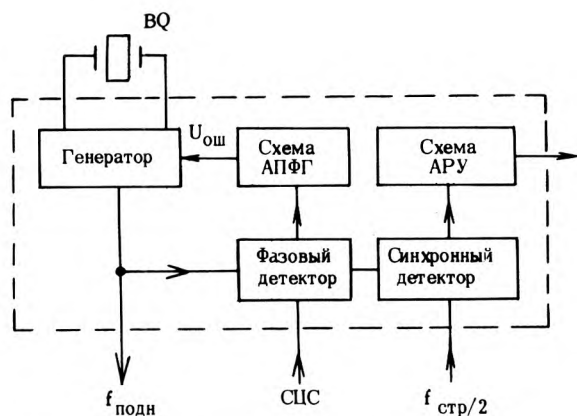 BQ
Генератор
Uош
Схема
АПФГ
Схема
АРУ
Фазовый
детектор
Синхронный
детектор
fподн
СЦС
fстр/2